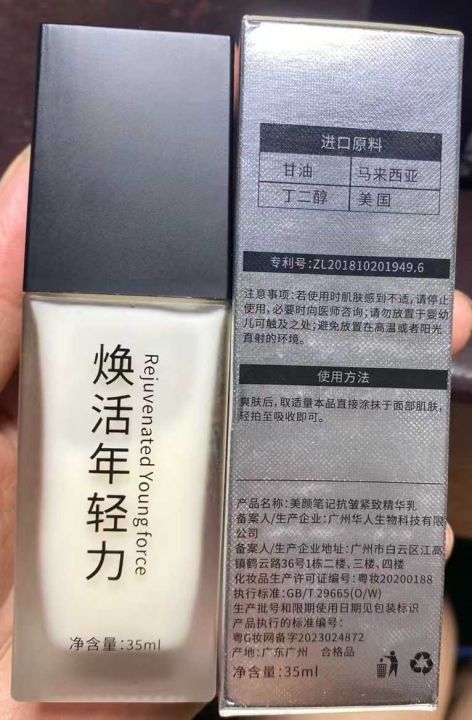 焕活年轻力
Rejuvenated Young force
净含量:35ml
进口原料
甘油 马来西亚
丁二醇 美国
专利号:ZL201810201949.6
注意事项:若使用时肌肤感到不适,请停止
使用,必要时向医师咨询;请勿放置于婴幼
儿可触及之处;避免放置在高温或者阳光
直射的环境。
使用方法
爽肤后,取适量本品直接涂抹于面部肌肤,
轻拍至吸收即可。
产品名称:美颜笔记抗皱紧致精华乳
备案人/生产企业:广州华人生物科技有限
公司
备案人/生产企业地址:广州市白云区江高
镇鹤云路36号1栋二楼、三楼、四楼
化妆品生产许可证编号:粤妆20200188
执行标准:GB/T 29665(O/W)
生产批号和限期使用日期见包装标识
产品执行的标准编号:
粤G妆网备字2023024872
产地:广东广州 合格品
净含量:35ml